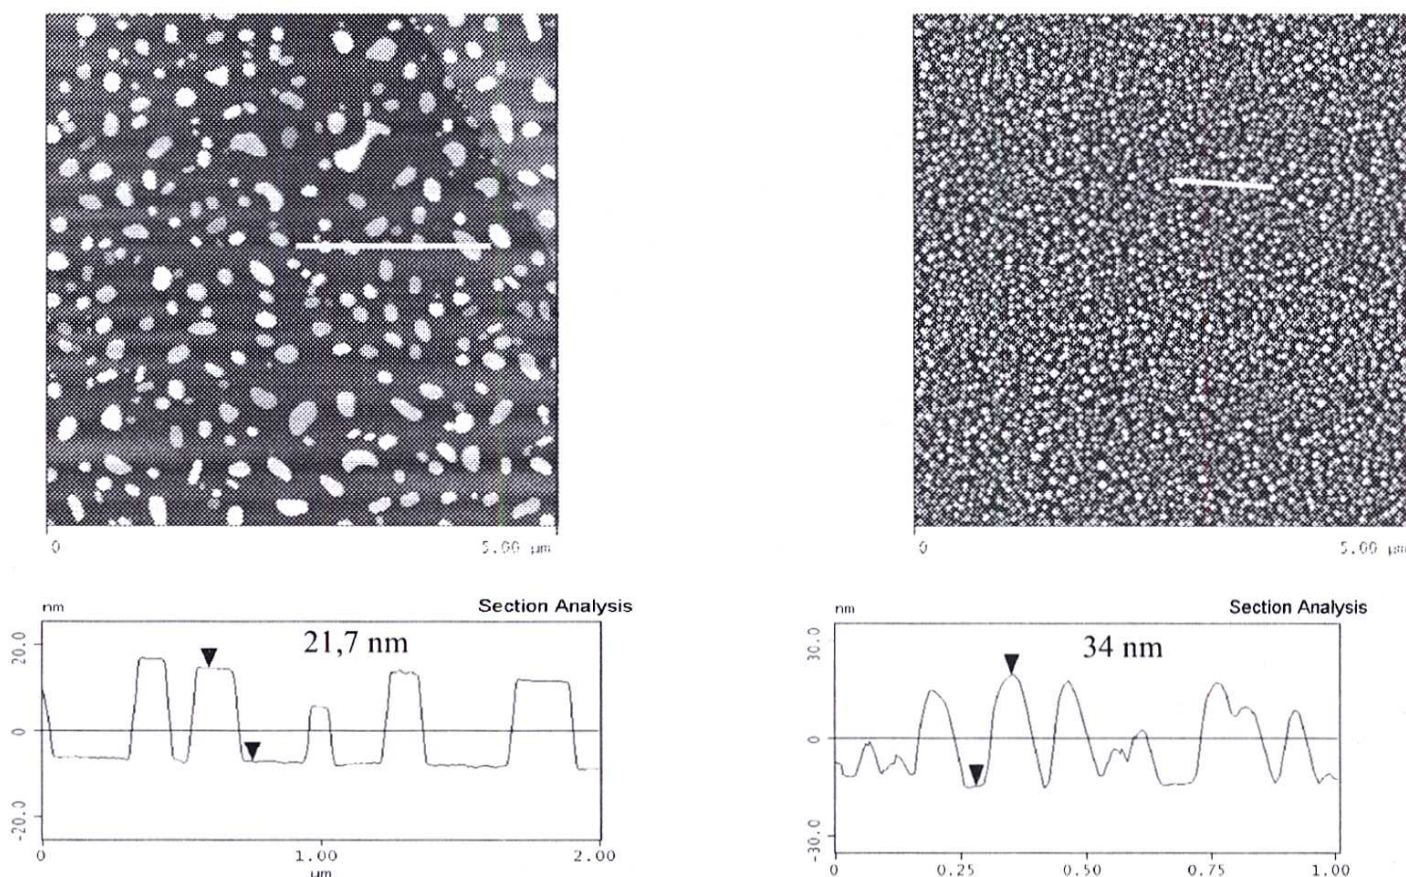 0 5.00 µm
0 5.00 µm
nm Section Analysis
21,7 nm
20.0
0
-20.0
0 1.00 2.00
µm
nm Section Analysis
34 nm
30.0
0
-30.0
0 0.25 0.50 0.75 1.00